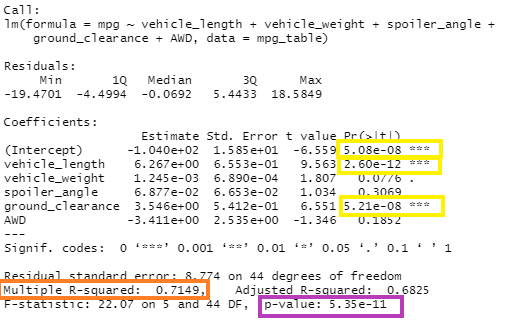 Call:
lm(formula = mpg ~ vehicle_length + vehicle_weight + spoiler_angle +
    ground_clearance + AWD, data = mpg_table)

Residuals:
     Min       1Q   Median       3Q      Max
-19.4701  -4.4994  -0.0692   5.4433  18.5849

Coefficients:
                   Estimate Std. Error t value Pr(>|t|)
(Intercept)      -1.040e+02  1.585e+01  -6.559 5.08e-08 ***
vehicle_length    6.267e+00  6.553e-01   9.563 2.60e-12 ***
vehicle_weight    1.245e-03  6.890e-04   1.807   0.0776 .
spoiler_angle     6.877e-02  6.653e-02   1.034   0.3069
ground_clearance  3.546e+00  5.412e-01   6.551 5.21e-08 ***
AWD              -3.411e+00  2.535e+00  -1.346   0.1852
---
Signif. codes:  0 ‘***’ 0.001 ‘**’ 0.01 ‘*’ 0.05 ‘.’ 0.1 ‘ ’ 1

Residual standard error: 8.774 on 44 degrees of freedom
Multiple R-squared:  0.7149,    Adjusted R-squared:  0.6825
F-statistic: 22.07 on 5 and 44 DF,  p-value: 5.35e-11